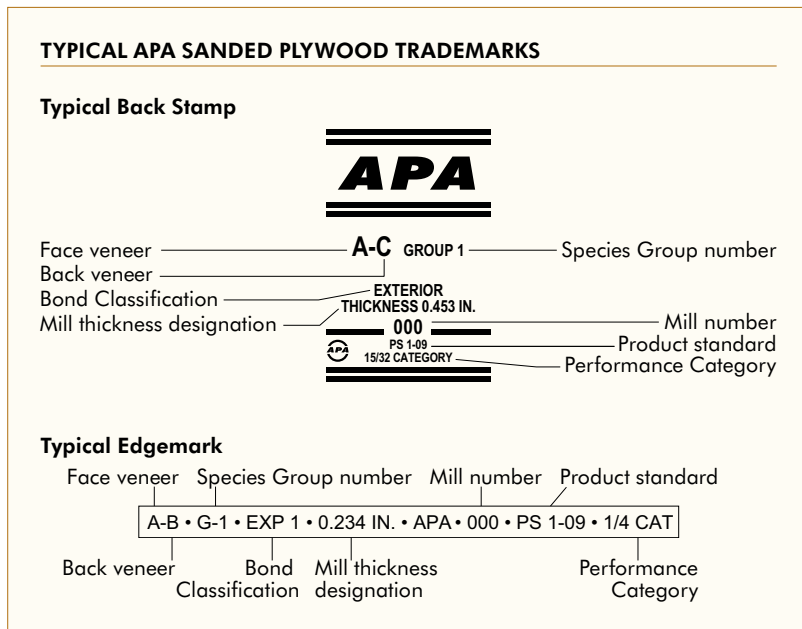 TYPICAL APA SANDED PLYWOOD TRADEMARKS
Typical Back Stamp
APA
Face veneer A-C GROUP 1 Species Group number
Back veneer
Bond Classification EXTERIOR
Mill thickness designation THICKNESS 0.453 IN.
000 Mill number
APA PS 1-09 Product standard
15/32 CATEGORY Performance Category
Typical Edgemark
Face veneer Species Group number Mill number Product standard
A-B • G-1 • EXP 1 • 0.234 IN. • APA • 000 • PS 1-09 • 1/4 CAT
Back veneer Bond Mill thickness Performance
Classification designation Category